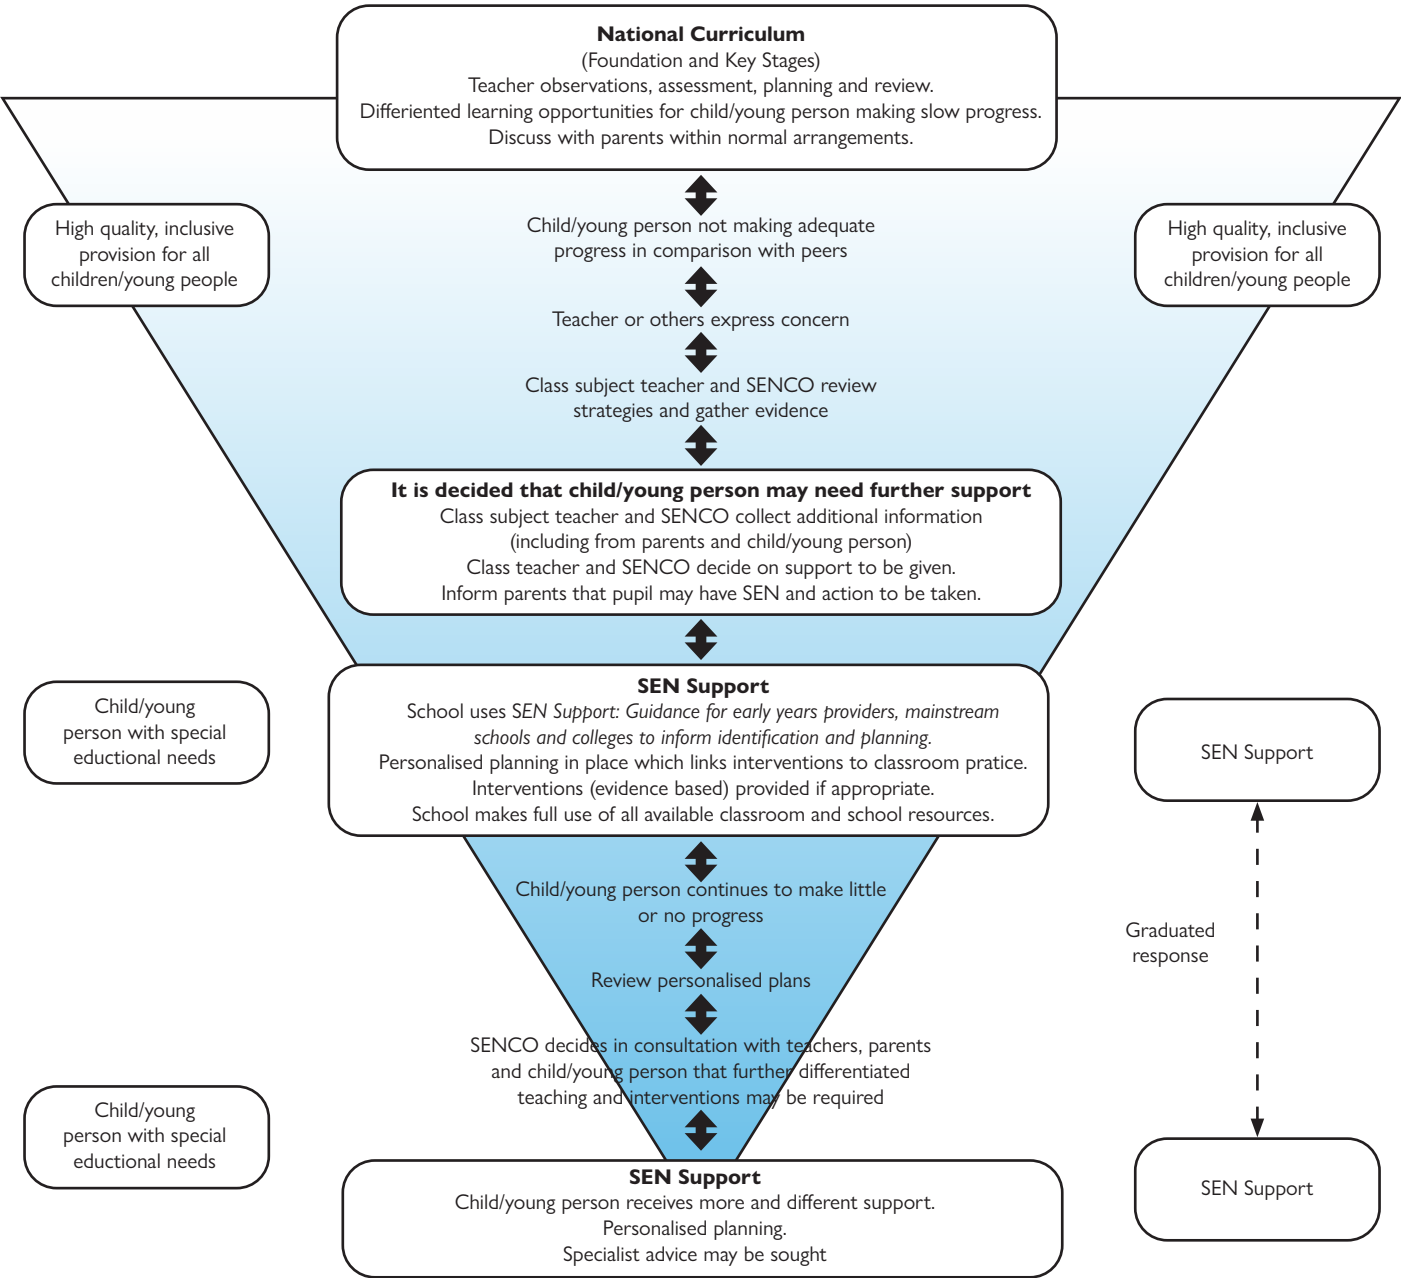 National Curriculum
(Foundation and Key Stages)
Teacher observations, assessment, planning and review.
Differiented learning opportunities for child/young person making slow progress.
Discuss with parents within normal arrangements.
High quality, inclusive
provision for all
children/young people
Child/young person not making adequate
progress in comparison with peers
High quality, inclusive
provision for all
children/young people
Teacher or others express concern
Class subject teacher and SENCO review
strategies and gather evidence
It is decided that child/young person may need further support
Class subject teacher and SENCO collect additional information
(including from parents and child/young person)
Class teacher and SENCO decide on support to be given.
Inform parents that pupil may have SEN and action to be taken.
Child/young
person with special
eductional needs
SEN Support
School uses SEN Support: Guidance for early years providers, mainstream
schools and colleges to inform identification and planning.
Personalised planning in place which links interventions to classroom pratice.
Interventions (evidence based) provided if appropriate.
School makes full use of all available classroom and school resources.
SEN Support
Child/young person continues to make little
or no progress
Graduated
response
Review personalised plans
SENCO decides in consultation with teachers, parents
and child/young person that further differentiated
teaching and interventions may be required
Child/young
person with special
eductional needs
SEN Support
Child/young person receives more and different support.
Personalised planning.
Specialist advice may be sought
SEN Support